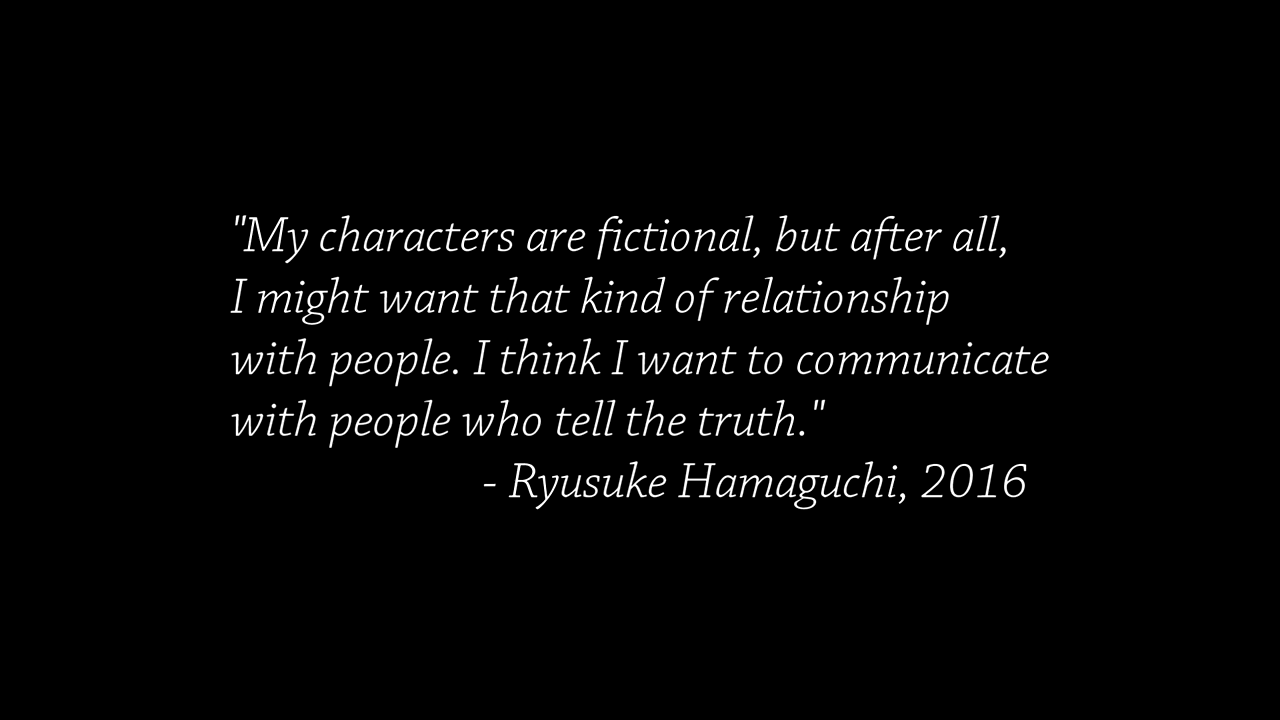 "My characters are fictional, but after all,
I might want that kind of relationship
with people. I think I want to communicate
with people who tell the truth."
- Ryusuke Hamaguchi, 2016